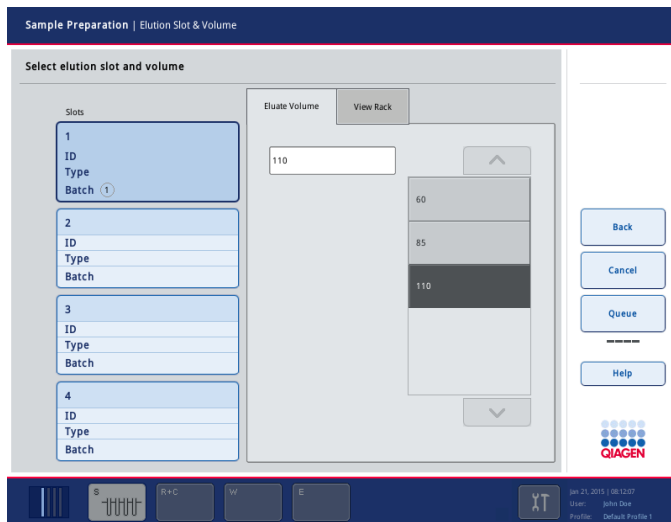 Sample Preparation | Elution Slot & Volume
Select elution slot and volume
Slots
1
ID
Type
Batch 1
2
ID
Type
Batch
3
ID
Type
Batch
4
ID
Type
Batch
Eluate Volume
View Rack
110
60
85
110
Back
Cancel
Queue
Help
QIAGEN
S
R+C
W
E
Jan 21, 2015 | 08:12:07
User: John Doe
Profile: Default Profile 1